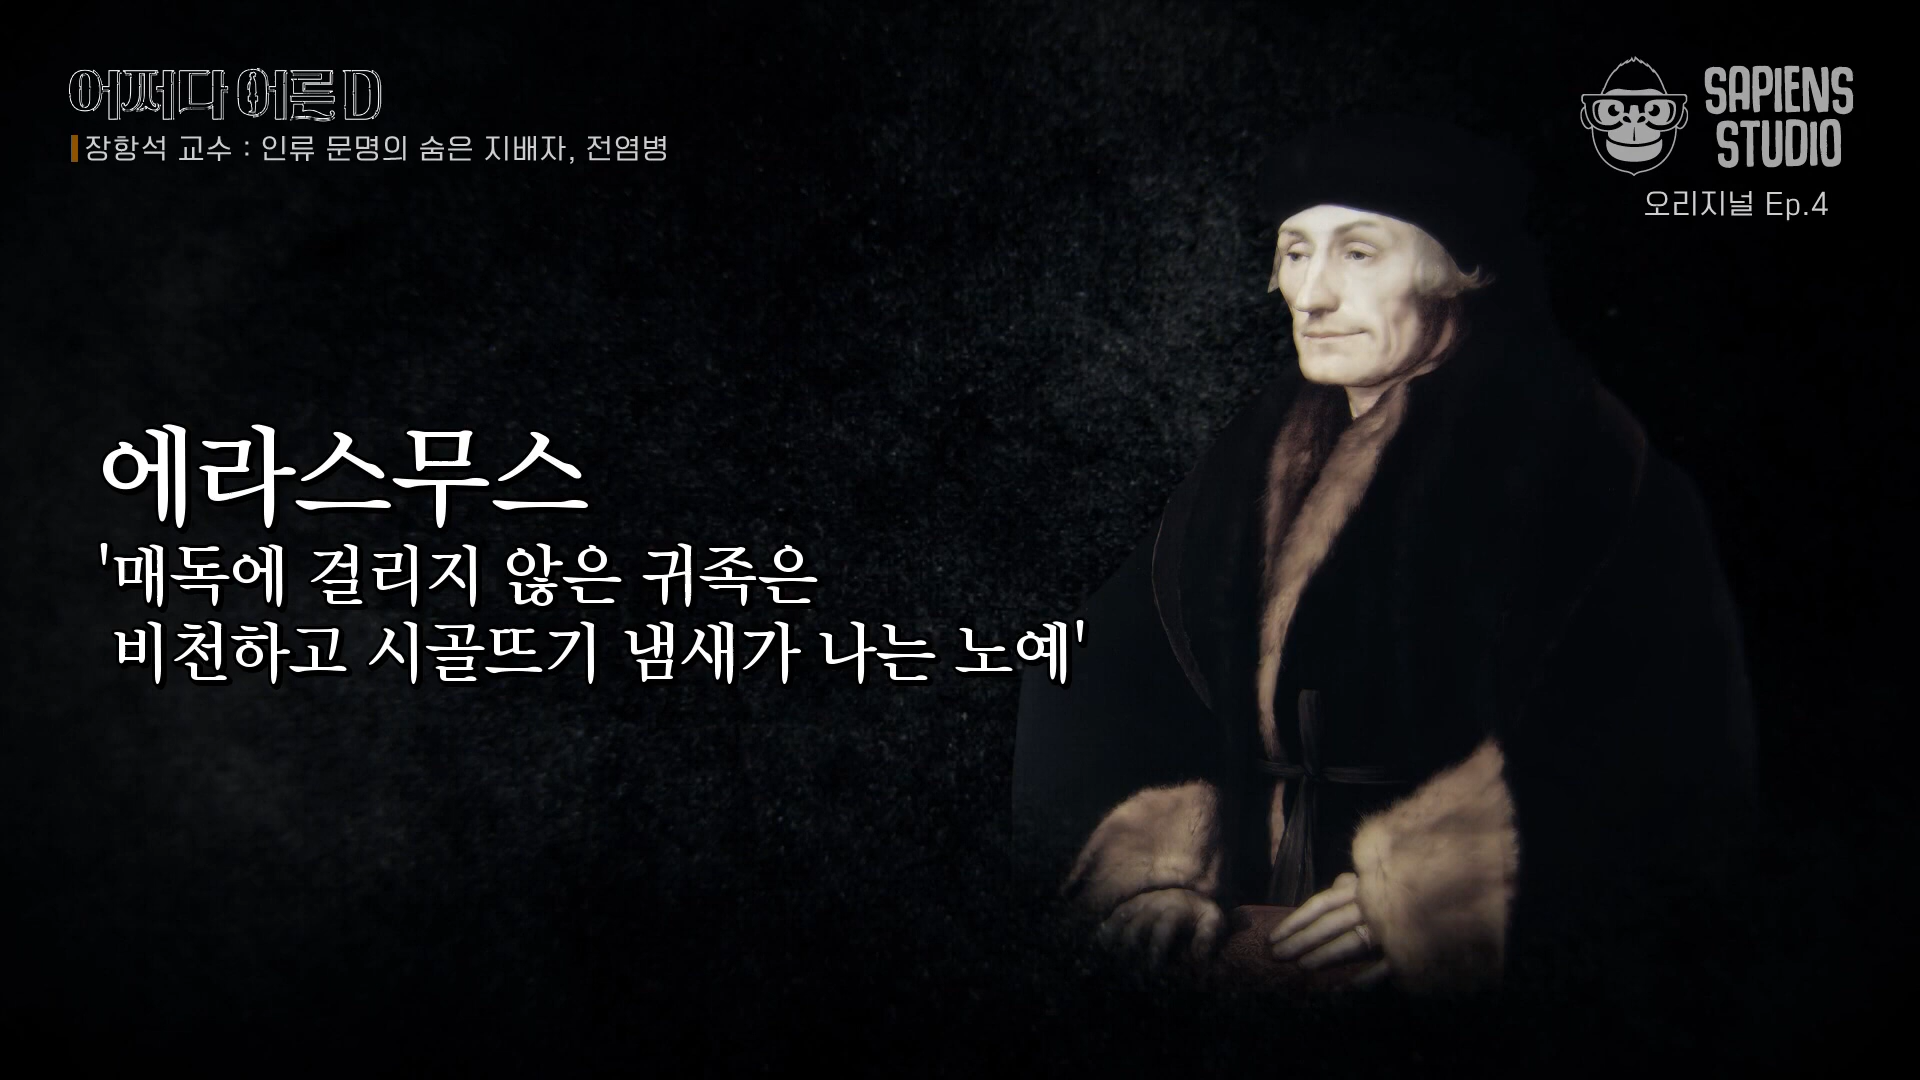 어쩌다 어른 D
장항석 교수 : 인류 문명의 숨은 지배자, 전염병
SAPIENS
STUDIO
오리지널 Ep.4
에라스무스
'매독에 걸리지 않은 귀족은
비천하고 시골뜨기 냄새가 나는 노예'